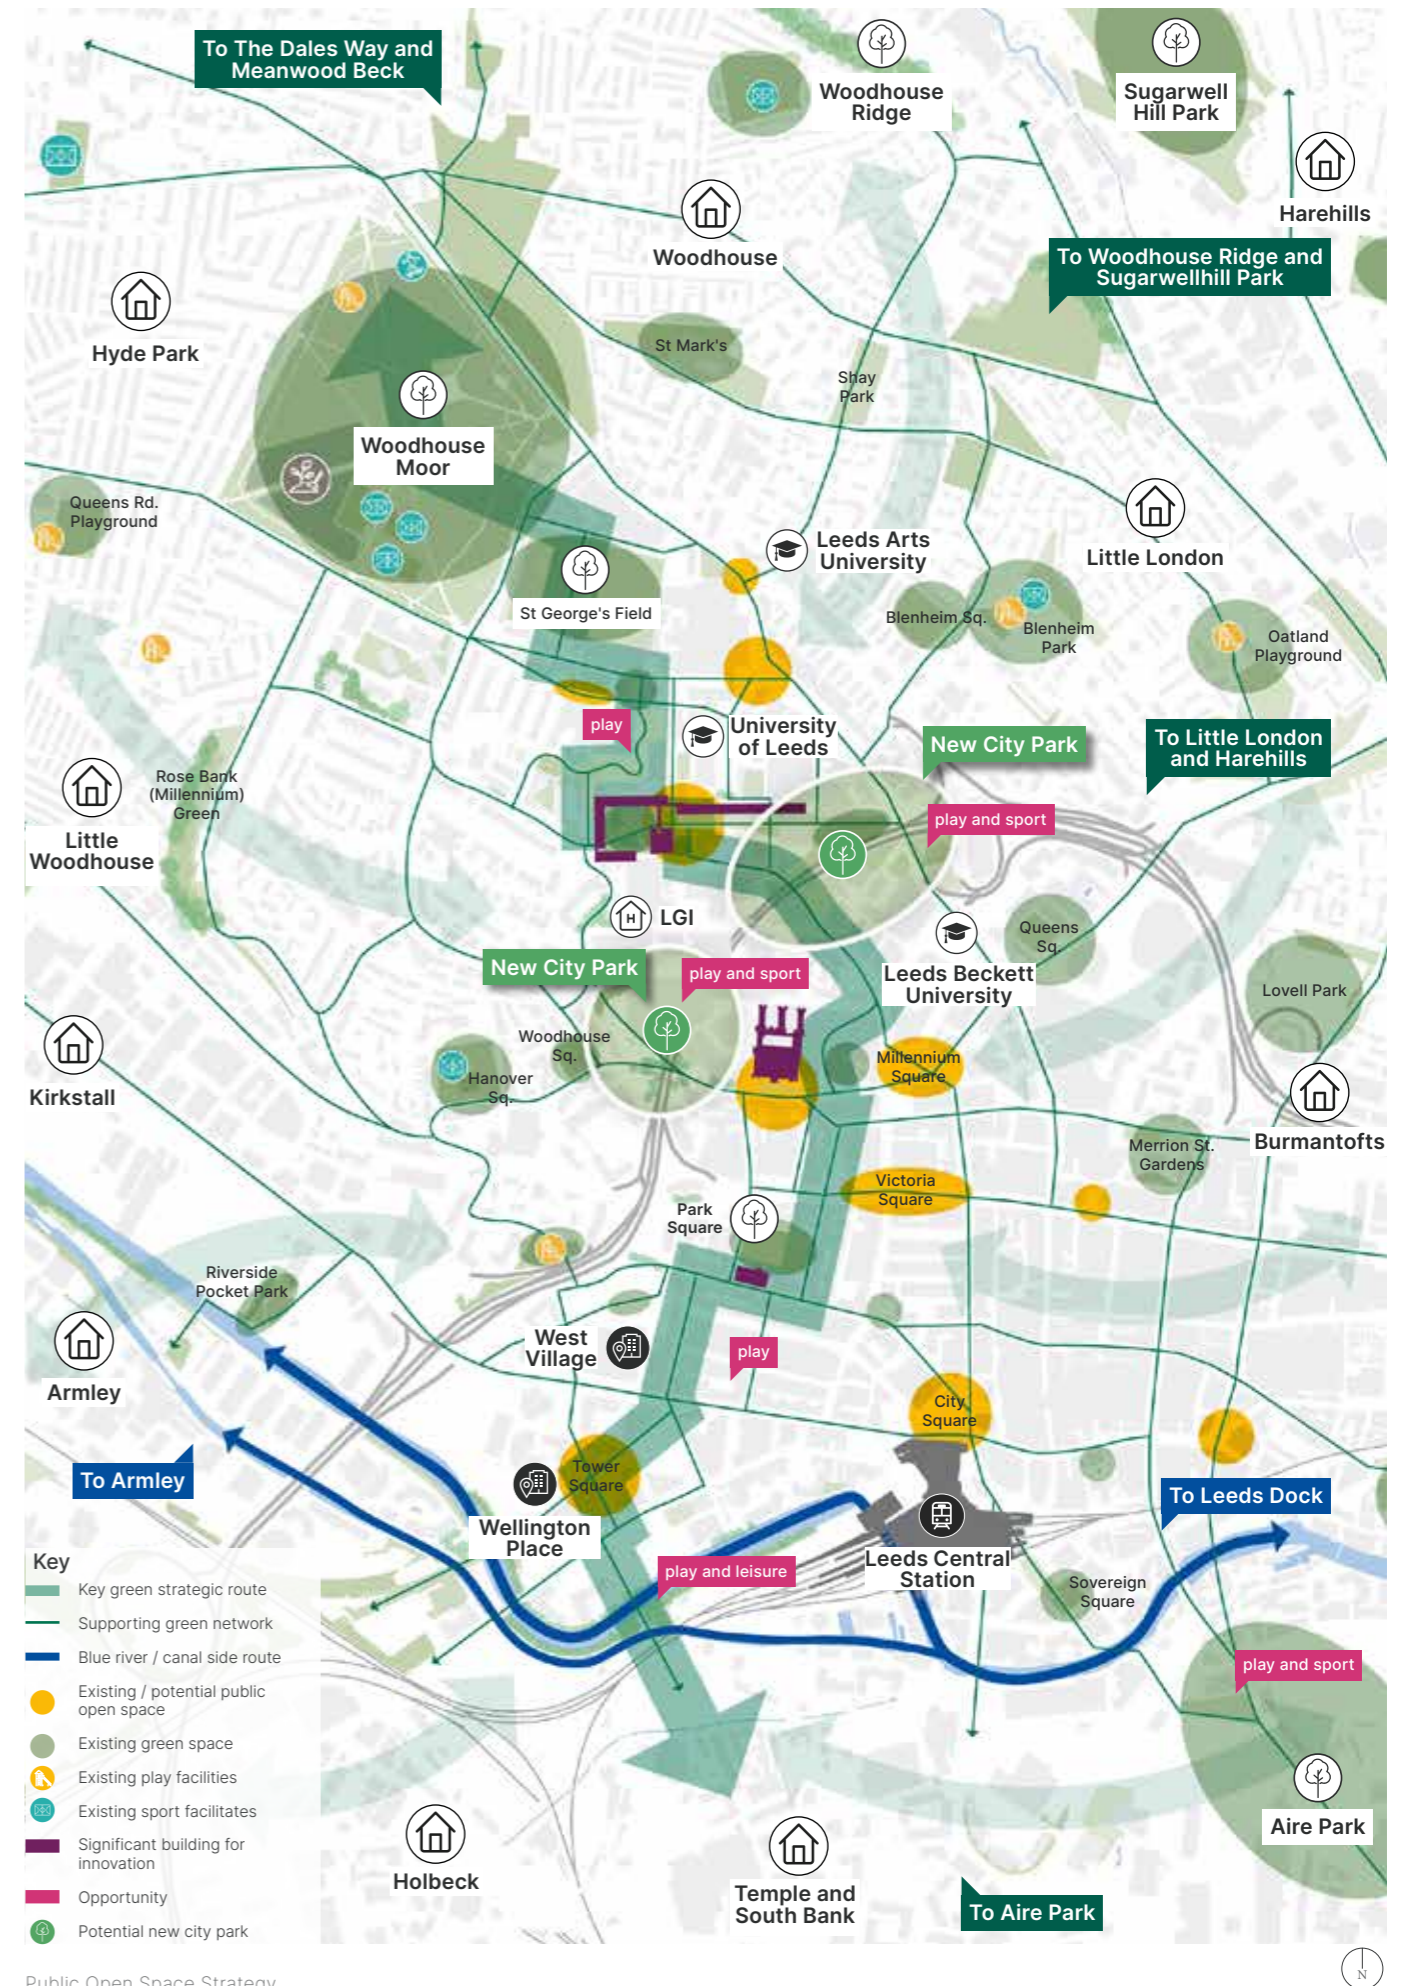 To The Dales Way and
Meanwood Beck
Woodhouse
Ridge
Sugarwell
Hill Park
Harehills
Woodhouse
To Woodhouse Ridge and
Sugarwellhill Park
Hyde Park
St Mark's
Shay
Park
Woodhouse
Moor
Queens Rd.
Playground
Leeds Arts
University
Little London
St George's Field
Blenheim Sq.
Blenheim
Park
Oatland
Playground
play
University
of Leeds
New City Park
To Little London
and Harehills
Rose Bank
(Millennium)
Green
Little
Woodhouse
play and sport
H
LGI
Queens
Sq.
New City Park
play and sport
Leeds Beckett
University
Lovell Park
Woodhouse
Sq.
Millennium
Square
Hanover
Sq.
Kirkstall
Burmantofts
Merrion St.
Gardens
Victoria
Square
Park
Square
Riverside
Pocket Park
West
Village
play
Armley
City
Square
To Armley
Tower
Square
Wellington
Place
To Leeds Dock
Leeds Central
Station
play and leisure
Sovereign
Square
play and sport
Aire Park
Holbeck
Temple and
South Bank
To Aire Park
Key
Key green strategic route
Supporting green network
Blue river / canal side route
Existing / potential public
open space
Existing green space
Existing play facilities
Existing sport facilitates
Significant building for
innovation
Opportunity
Potential new city park
N
Public Open Space Strategy